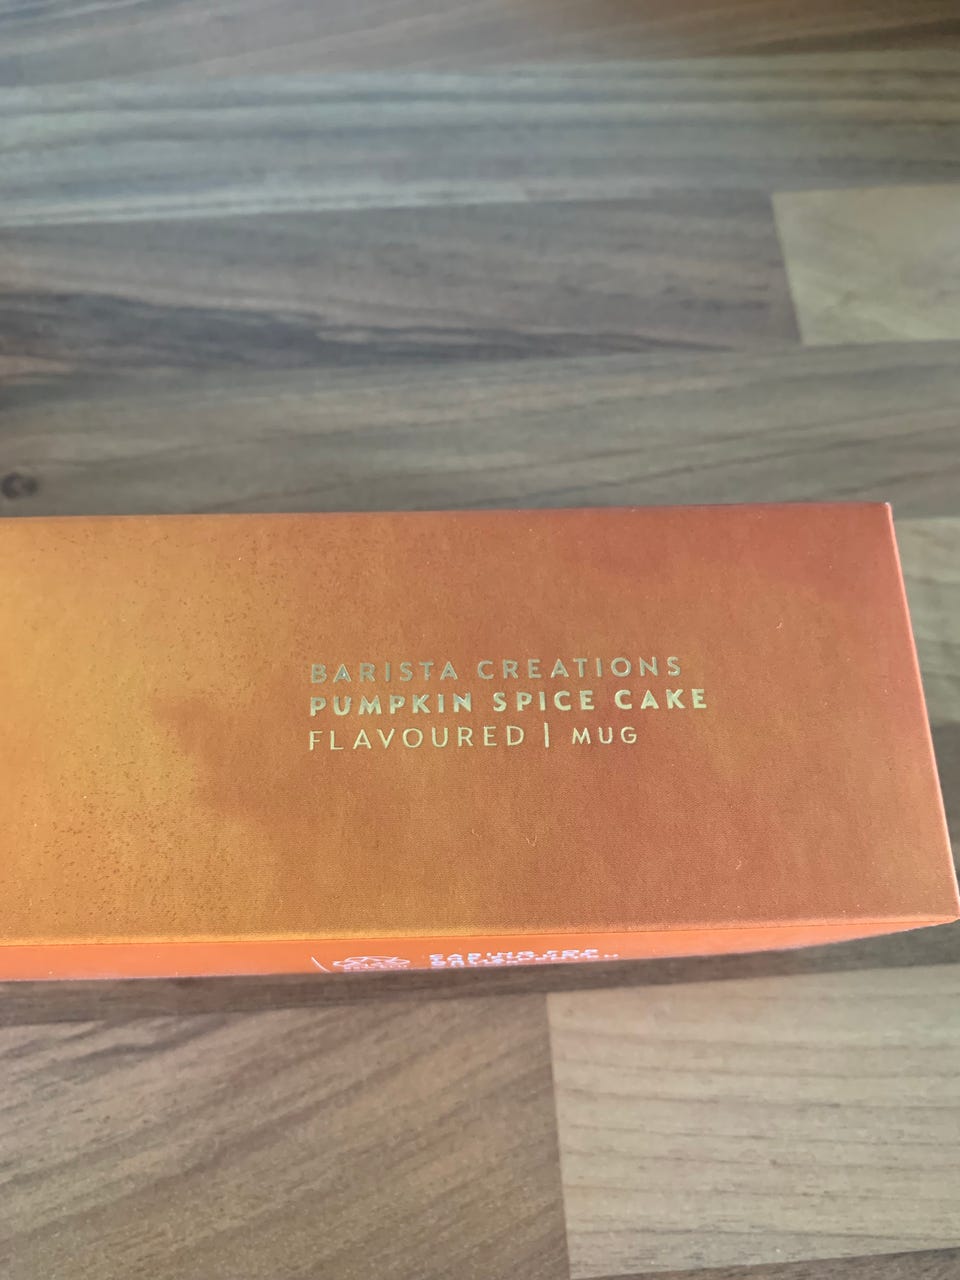 BARISTA CREATIONS
PUMPKIN SPICE CAKE
FLAVOURED | MUG